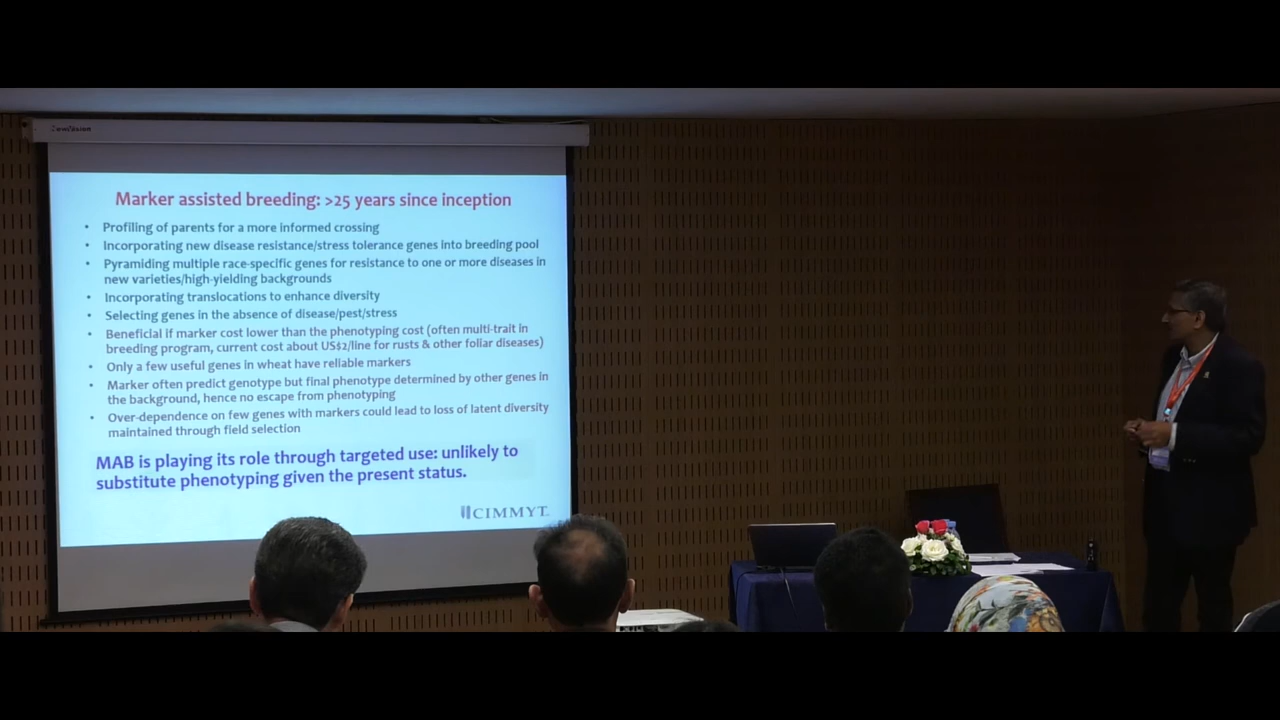 Marker assisted breeding: >25 years since inception
• Profiling of parents for a more informed crossing
• Incorporating new disease resistance/stress tolerance genes into breeding pool
• Pyramiding multiple race-specific genes for resistance to one or more diseases in
new varieties/high-yielding backgrounds
• Incorporating translocations to enhance diversity
• Selecting genes in the absence of disease/pest/stress
• Beneficial if marker cost lower than the phenotyping cost (often multi-trait in
breeding program, current cost about US$2/line for rusts & other foliar diseases)
• Only a few useful genes in wheat have reliable markers
• Marker often predict genotype but final phenotype determined by other genes in
the background, hence no escape from phenotyping
• Over-dependence on few genes with markers could lead to loss of latent diversity
maintained through field selection
MAB is playing its role through targeted use: unlikely to
substitute phenotyping given the present status.
CIMMYT